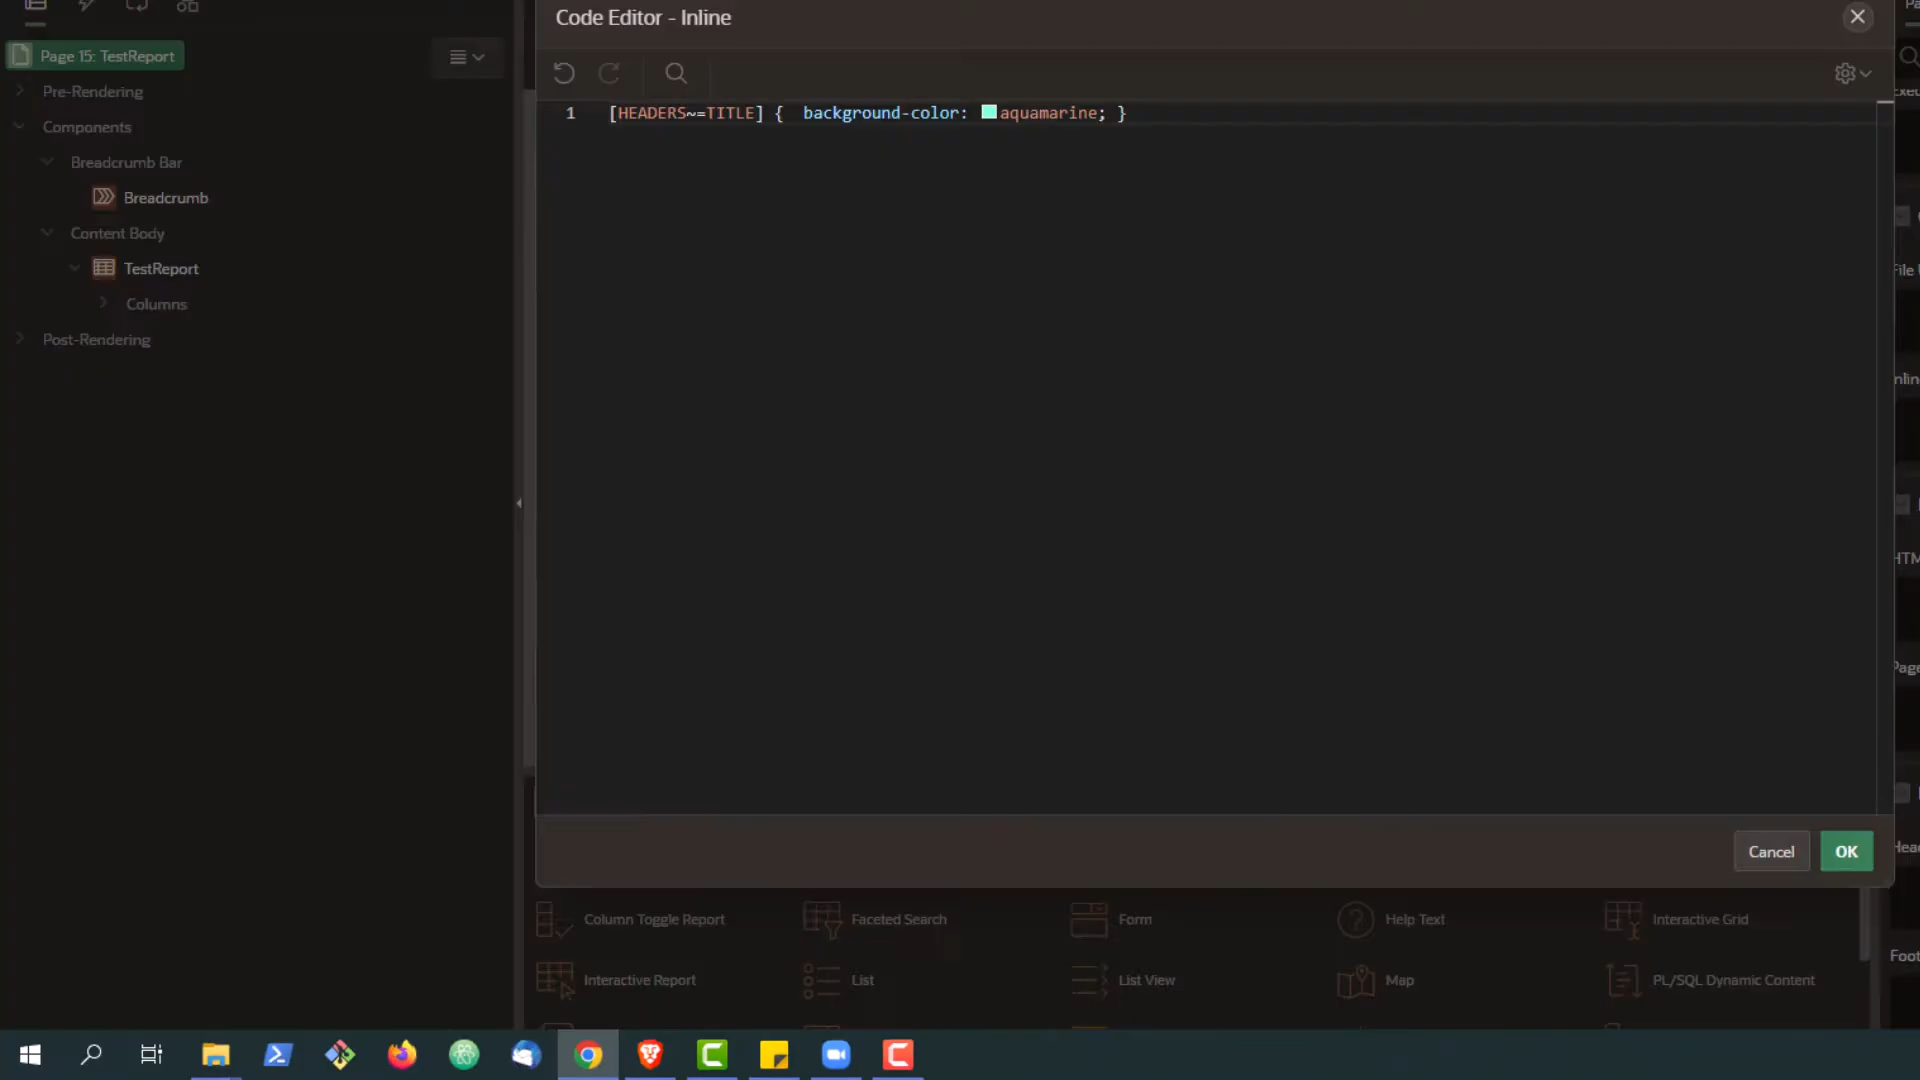 Code Editor - Inline
Page 15: TestReport
Pre-Rendering
Components
Breadcrumb Bar
Breadcrumb
Content Body
TestReport
Columns
Post-Rendering
1 [HEADERS~=TITLE] { background-color: aquamarine; }
Cancel
OK
Column Toggle Report
Faceted Search
Form
Help Text
Interactive Grid
Interactive Report
List
List View
Map
PL/SQL Dynamic Content
Page
Foot